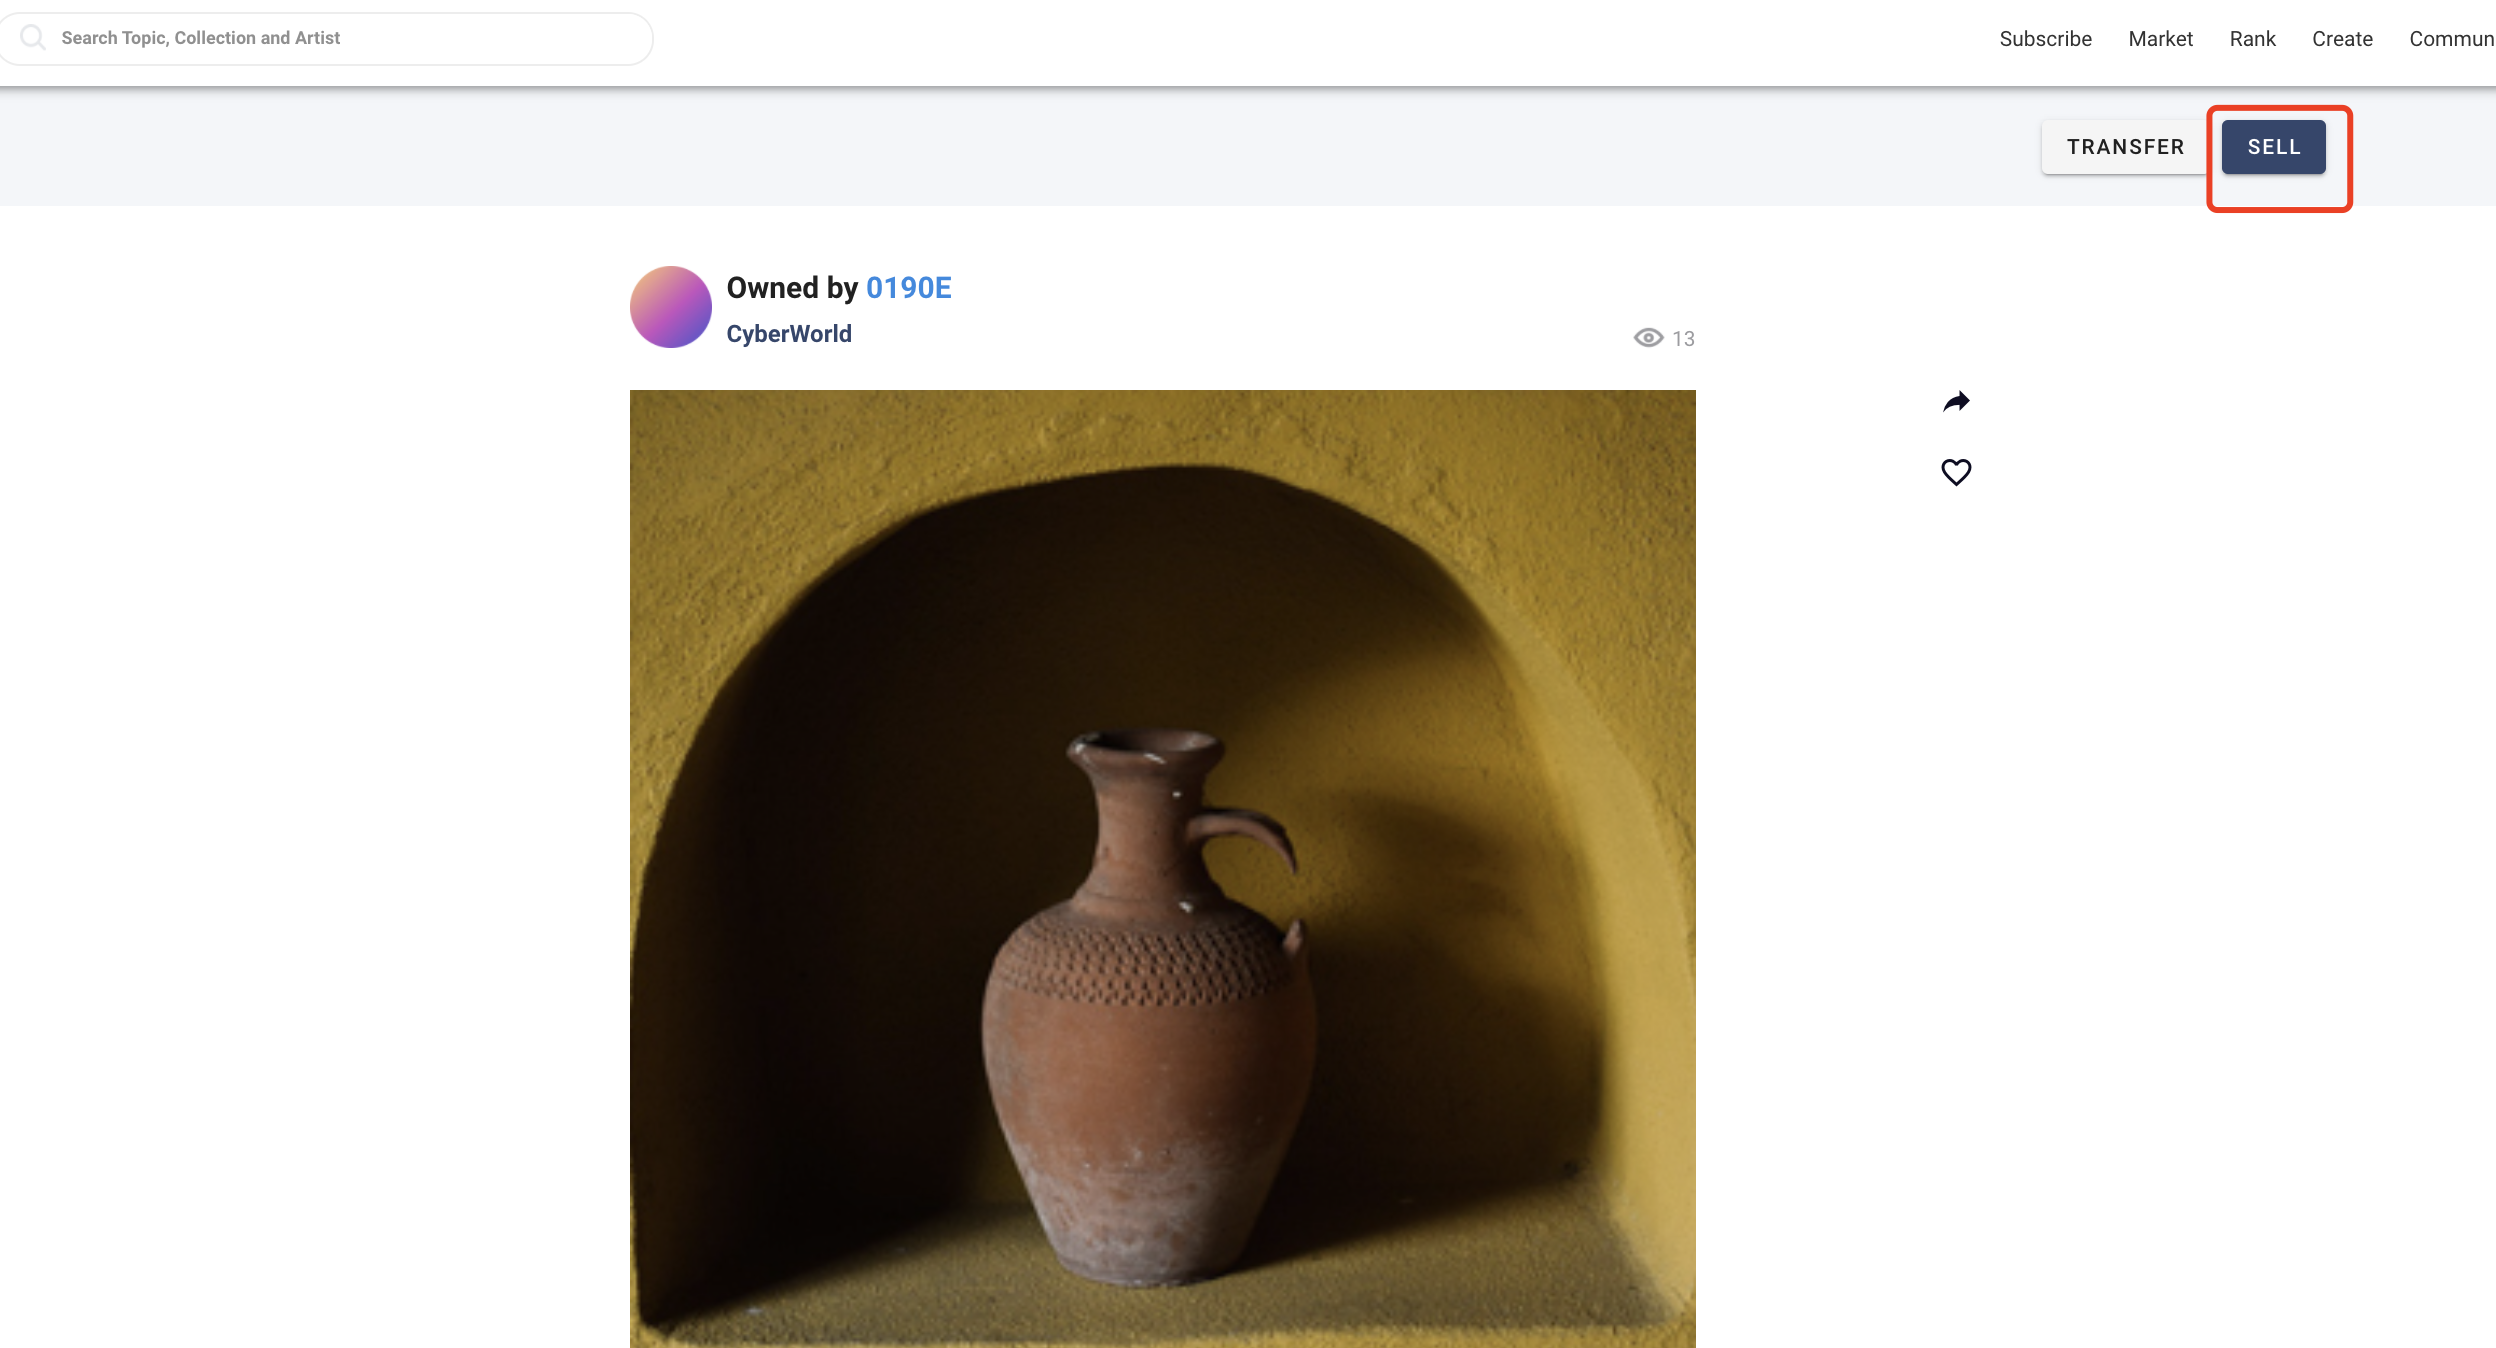 Search Topic, Collection and Artist
Subscribe Market Rank Create Commun
TRANSFER SELL
Owned by 0190E
CyberWorld
13